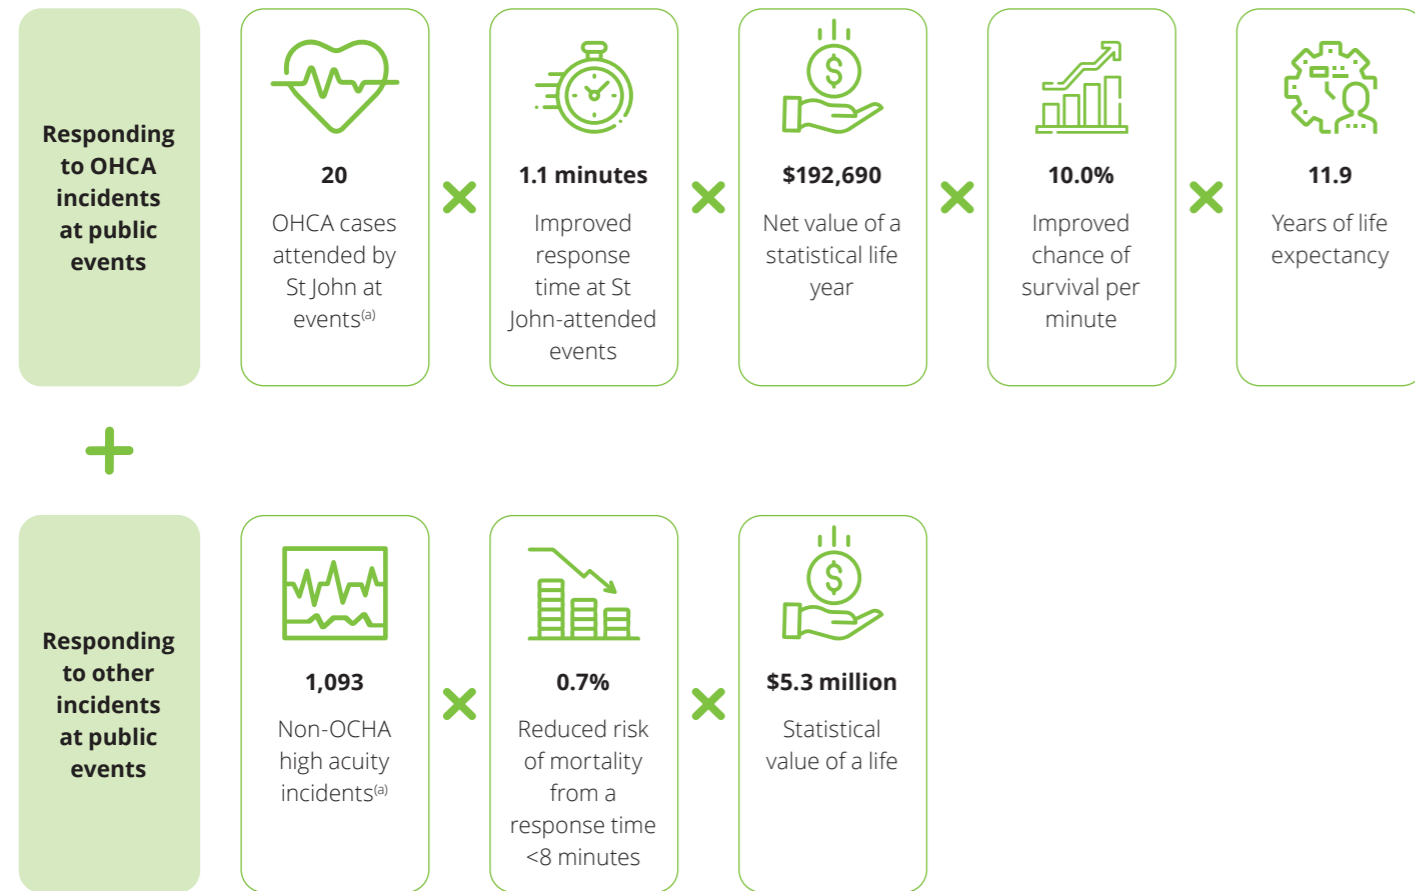 Responding
to OHCA
incidents
at public
events
20
OHCA cases
attended by
St John at
events(a)
×
1.1 minutes
Improved
response
time at St
John-attended
events
×
$192,690
Net value of a
statistical life
year
×
10.0%
Improved
chance of
survival per
minute
×
11.9
Years of life
expectancy
+
Responding
to other
incidents
at public
events
1,093
Non-OCHA
high acuity
incidents(a)
×
0.7%
Reduced risk
of mortality
from a
response time
<8 minutes
×
$5.3 million
Statistical
value of a life